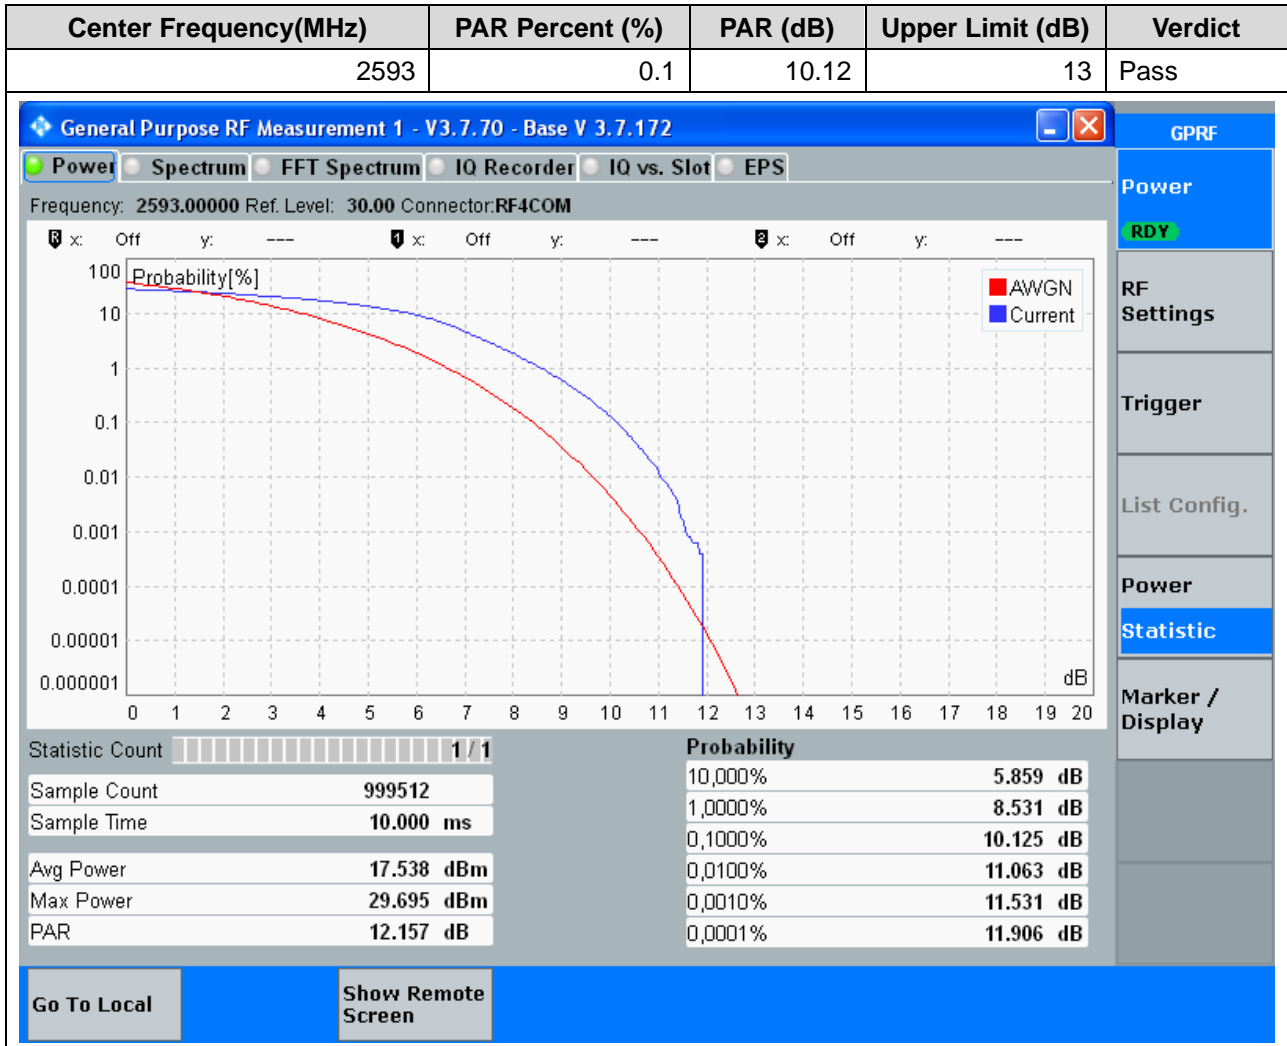 Center Frequency(MHz) PAR Percent (%) PAR (dB) Upper Limit (dB) Verdict
2593 0.1 10.12 13 Pass
General Purpose RF Measurement 1 - V3.7.70 - Base V 3.7.172
GPRF
Power Spectrum FFT Spectrum IQ Recorder IQ vs. Slot EPS
Power
RDY
Frequency: 2593.00000 Ref. Level: 30.00 Connector:RF4COM
R x: Off y: --- 1 x: Off y: --- 2 x: Off y: ---
Probability[%]
AWGN
Current
100
10
1
0.1
0.01
0.001
0.0001
0.00001
0.000001
dB
0 1 2 3 4 5 6 7 8 9 10 11 12 13 14 15 16 17 18 19 20
RF
Settings
Trigger
List Config.
Power
Statistic
Marker /
Display
Statistic Count 1 / 1
Sample Count 999512
Sample Time 10.000 ms
Avg Power 17.538 dBm
Max Power 29.695 dBm
PAR 12.157 dB
Probability
10,000% 5.859 dB
1,0000% 8.531 dB
0,1000% 10.125 dB
0,0100% 11.063 dB
0,0010% 11.531 dB
0,0001% 11.906 dB
Go To Local
Show Remote
Screen